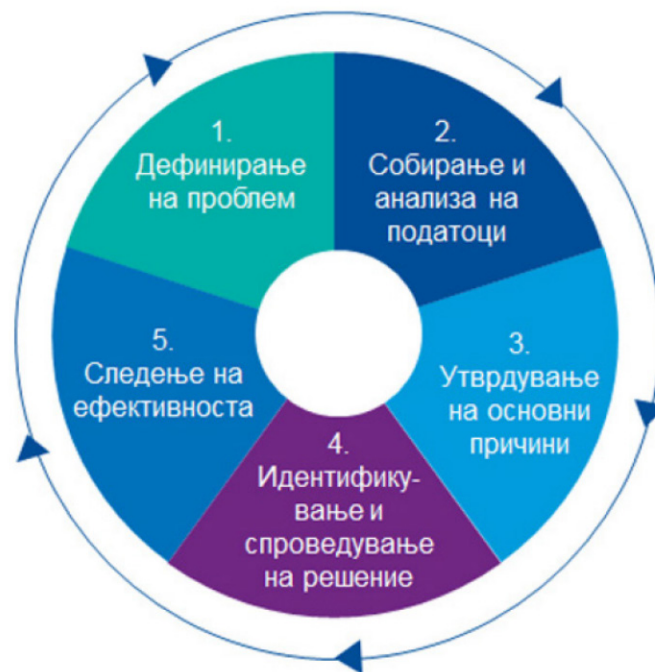 1.
Дефинирање
на проблем
2.
Собирање и
анализа на
податоци
3.
Утврдување
на основни
причини
4.
Идентифику-
вање и
спроведување
на решение
5.
Следење на
ефективноста